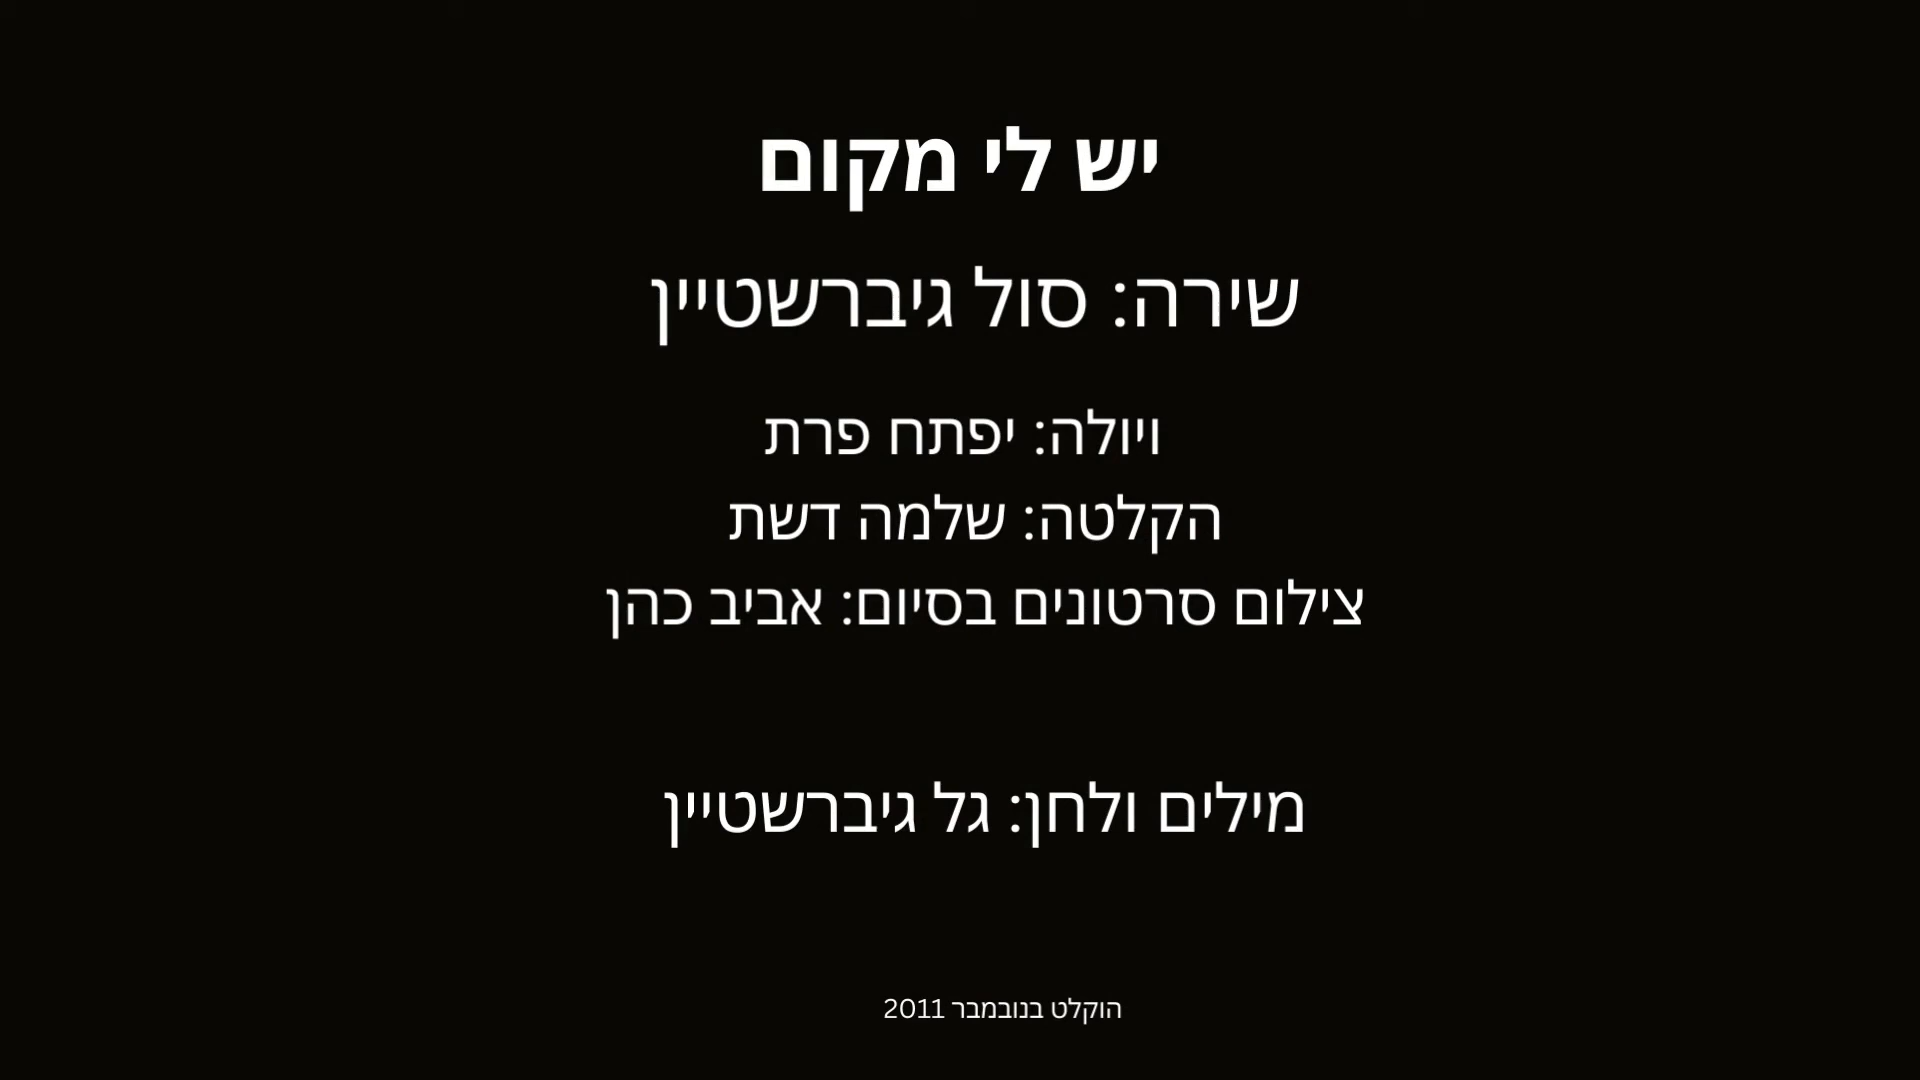 יש לי מקום
שירה: סול גיברשטיין
ויולה: יפתח פרת
הקלטה: שלמה דשת
צילום סרטונים בסיום: אביב כהן
מילים ולחן: גל גיברשטיין
הוקלט בנובמבר 2011